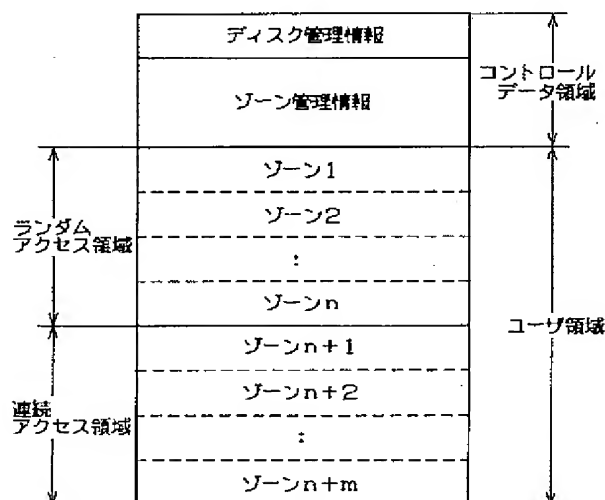 ディスク管理情報
ゾーン管理情報
コントロール
データ領域
ゾーン1
ゾーン2
:
ゾーンn
ランダム
アクセス領域
ユーザ領域
ゾーンn+1
ゾーンn+2
:
ゾーンn+m
連続
アクセス領域